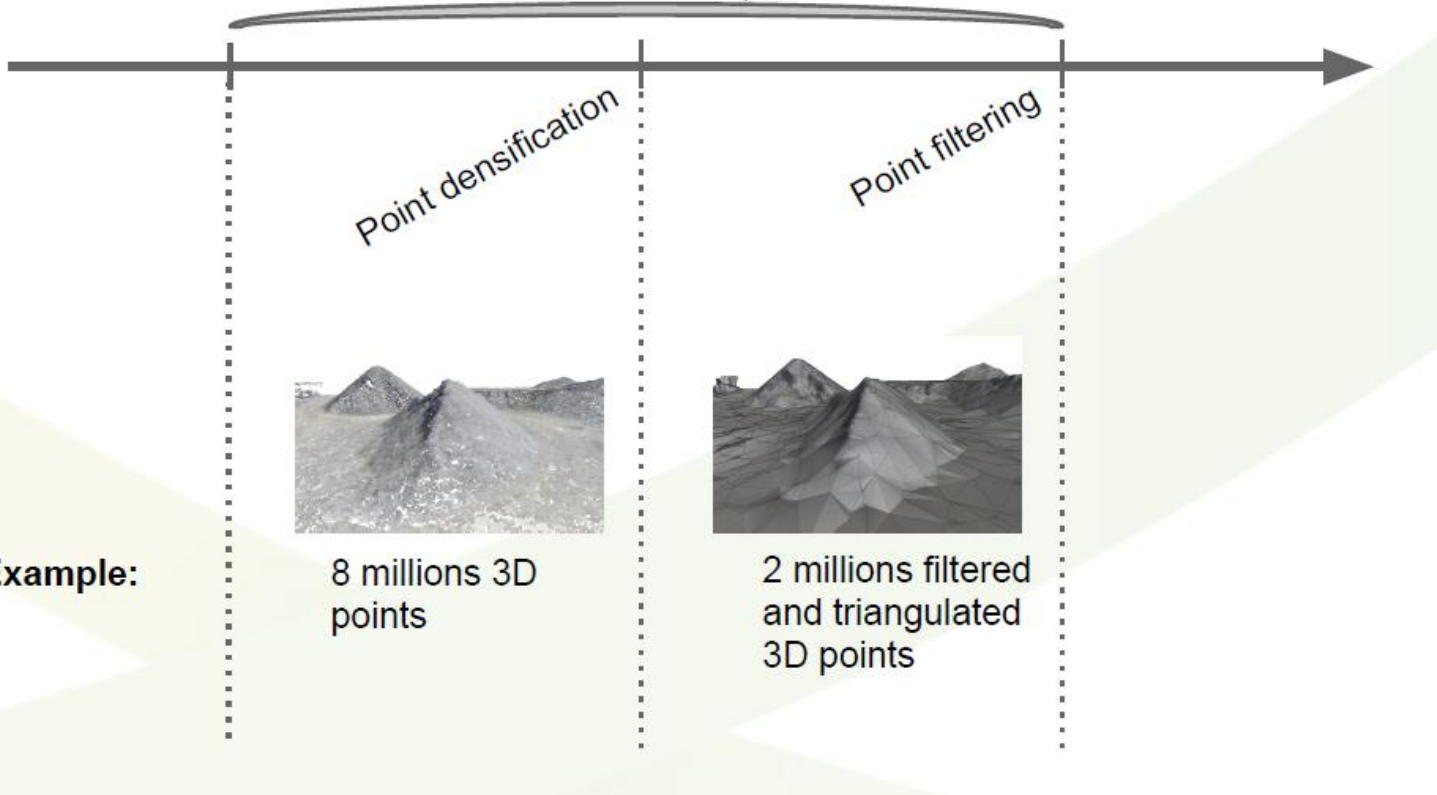 Point densification
Point filtering
xample:
8 millions 3D
points
2 millions filtered
and triangulated
3D points